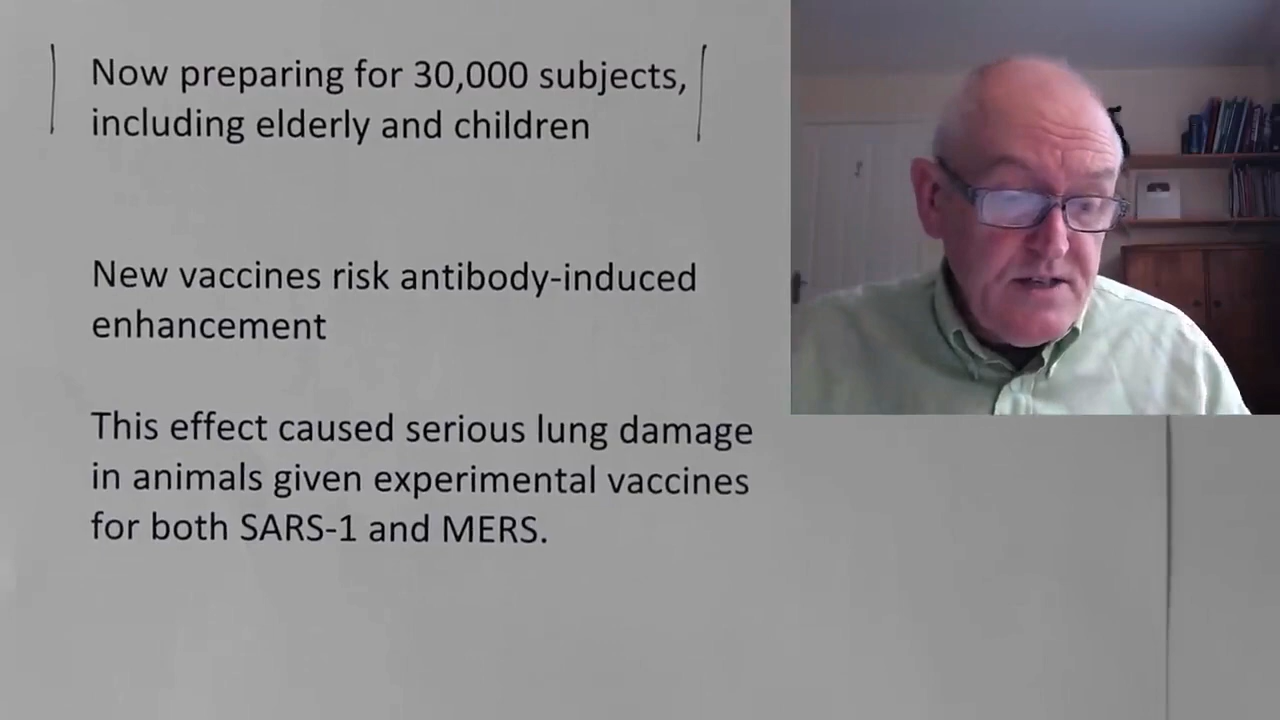 Now preparing for 30,000 subjects,
including elderly and children
New vaccines risk antibody-induced
enhancement
This effect caused serious lung damage
in animals given experimental vaccines
for both SARS-1 and MERS.